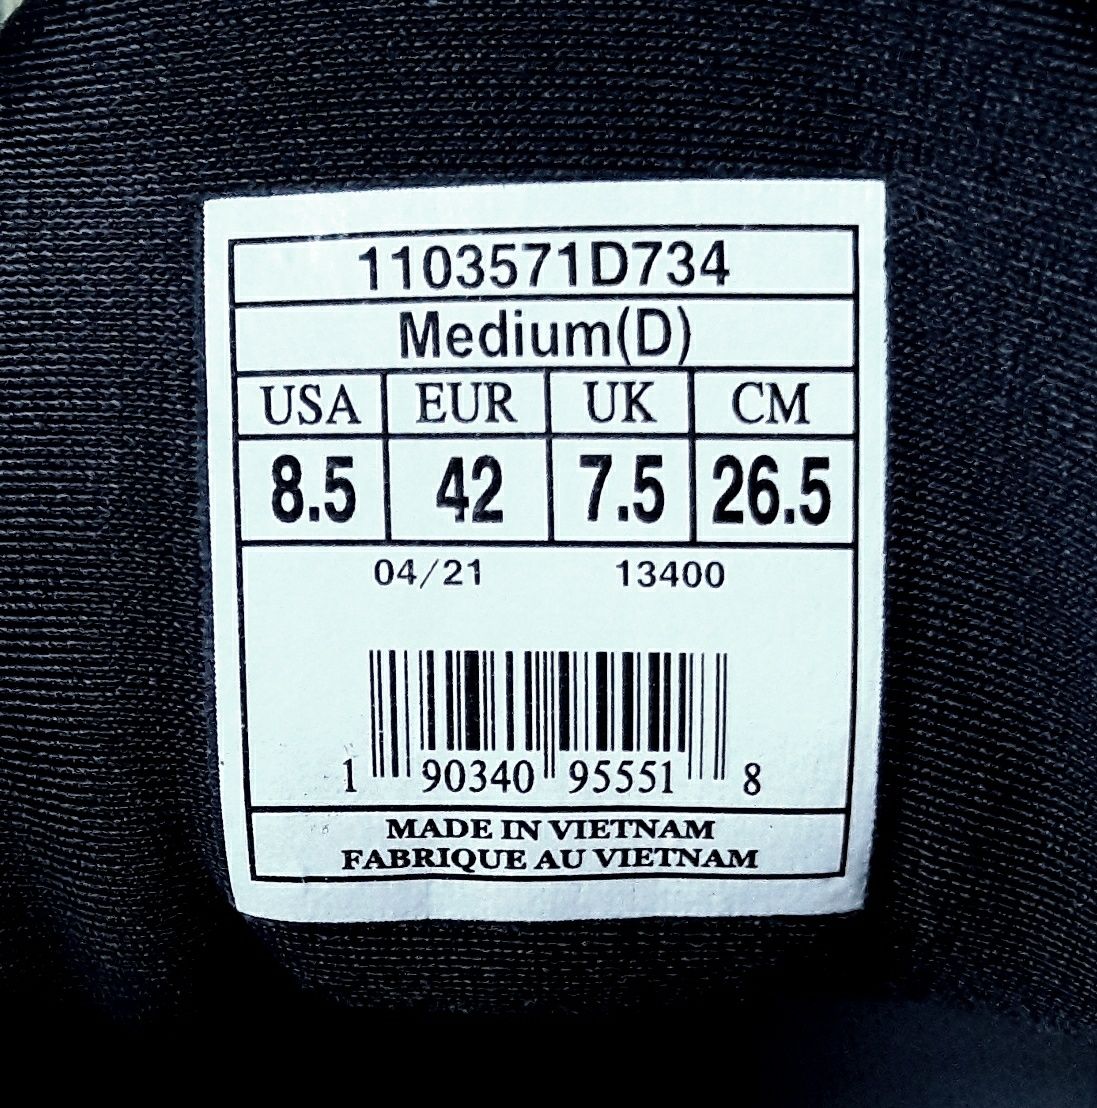 1103571D734
Medium(D)
USA EUR UK CM
8.5 42 7.5 26.5
04/21 13400
1 90340 95551 8
MADE IN VIETNAM
FABRIQUE AU VIETNAM